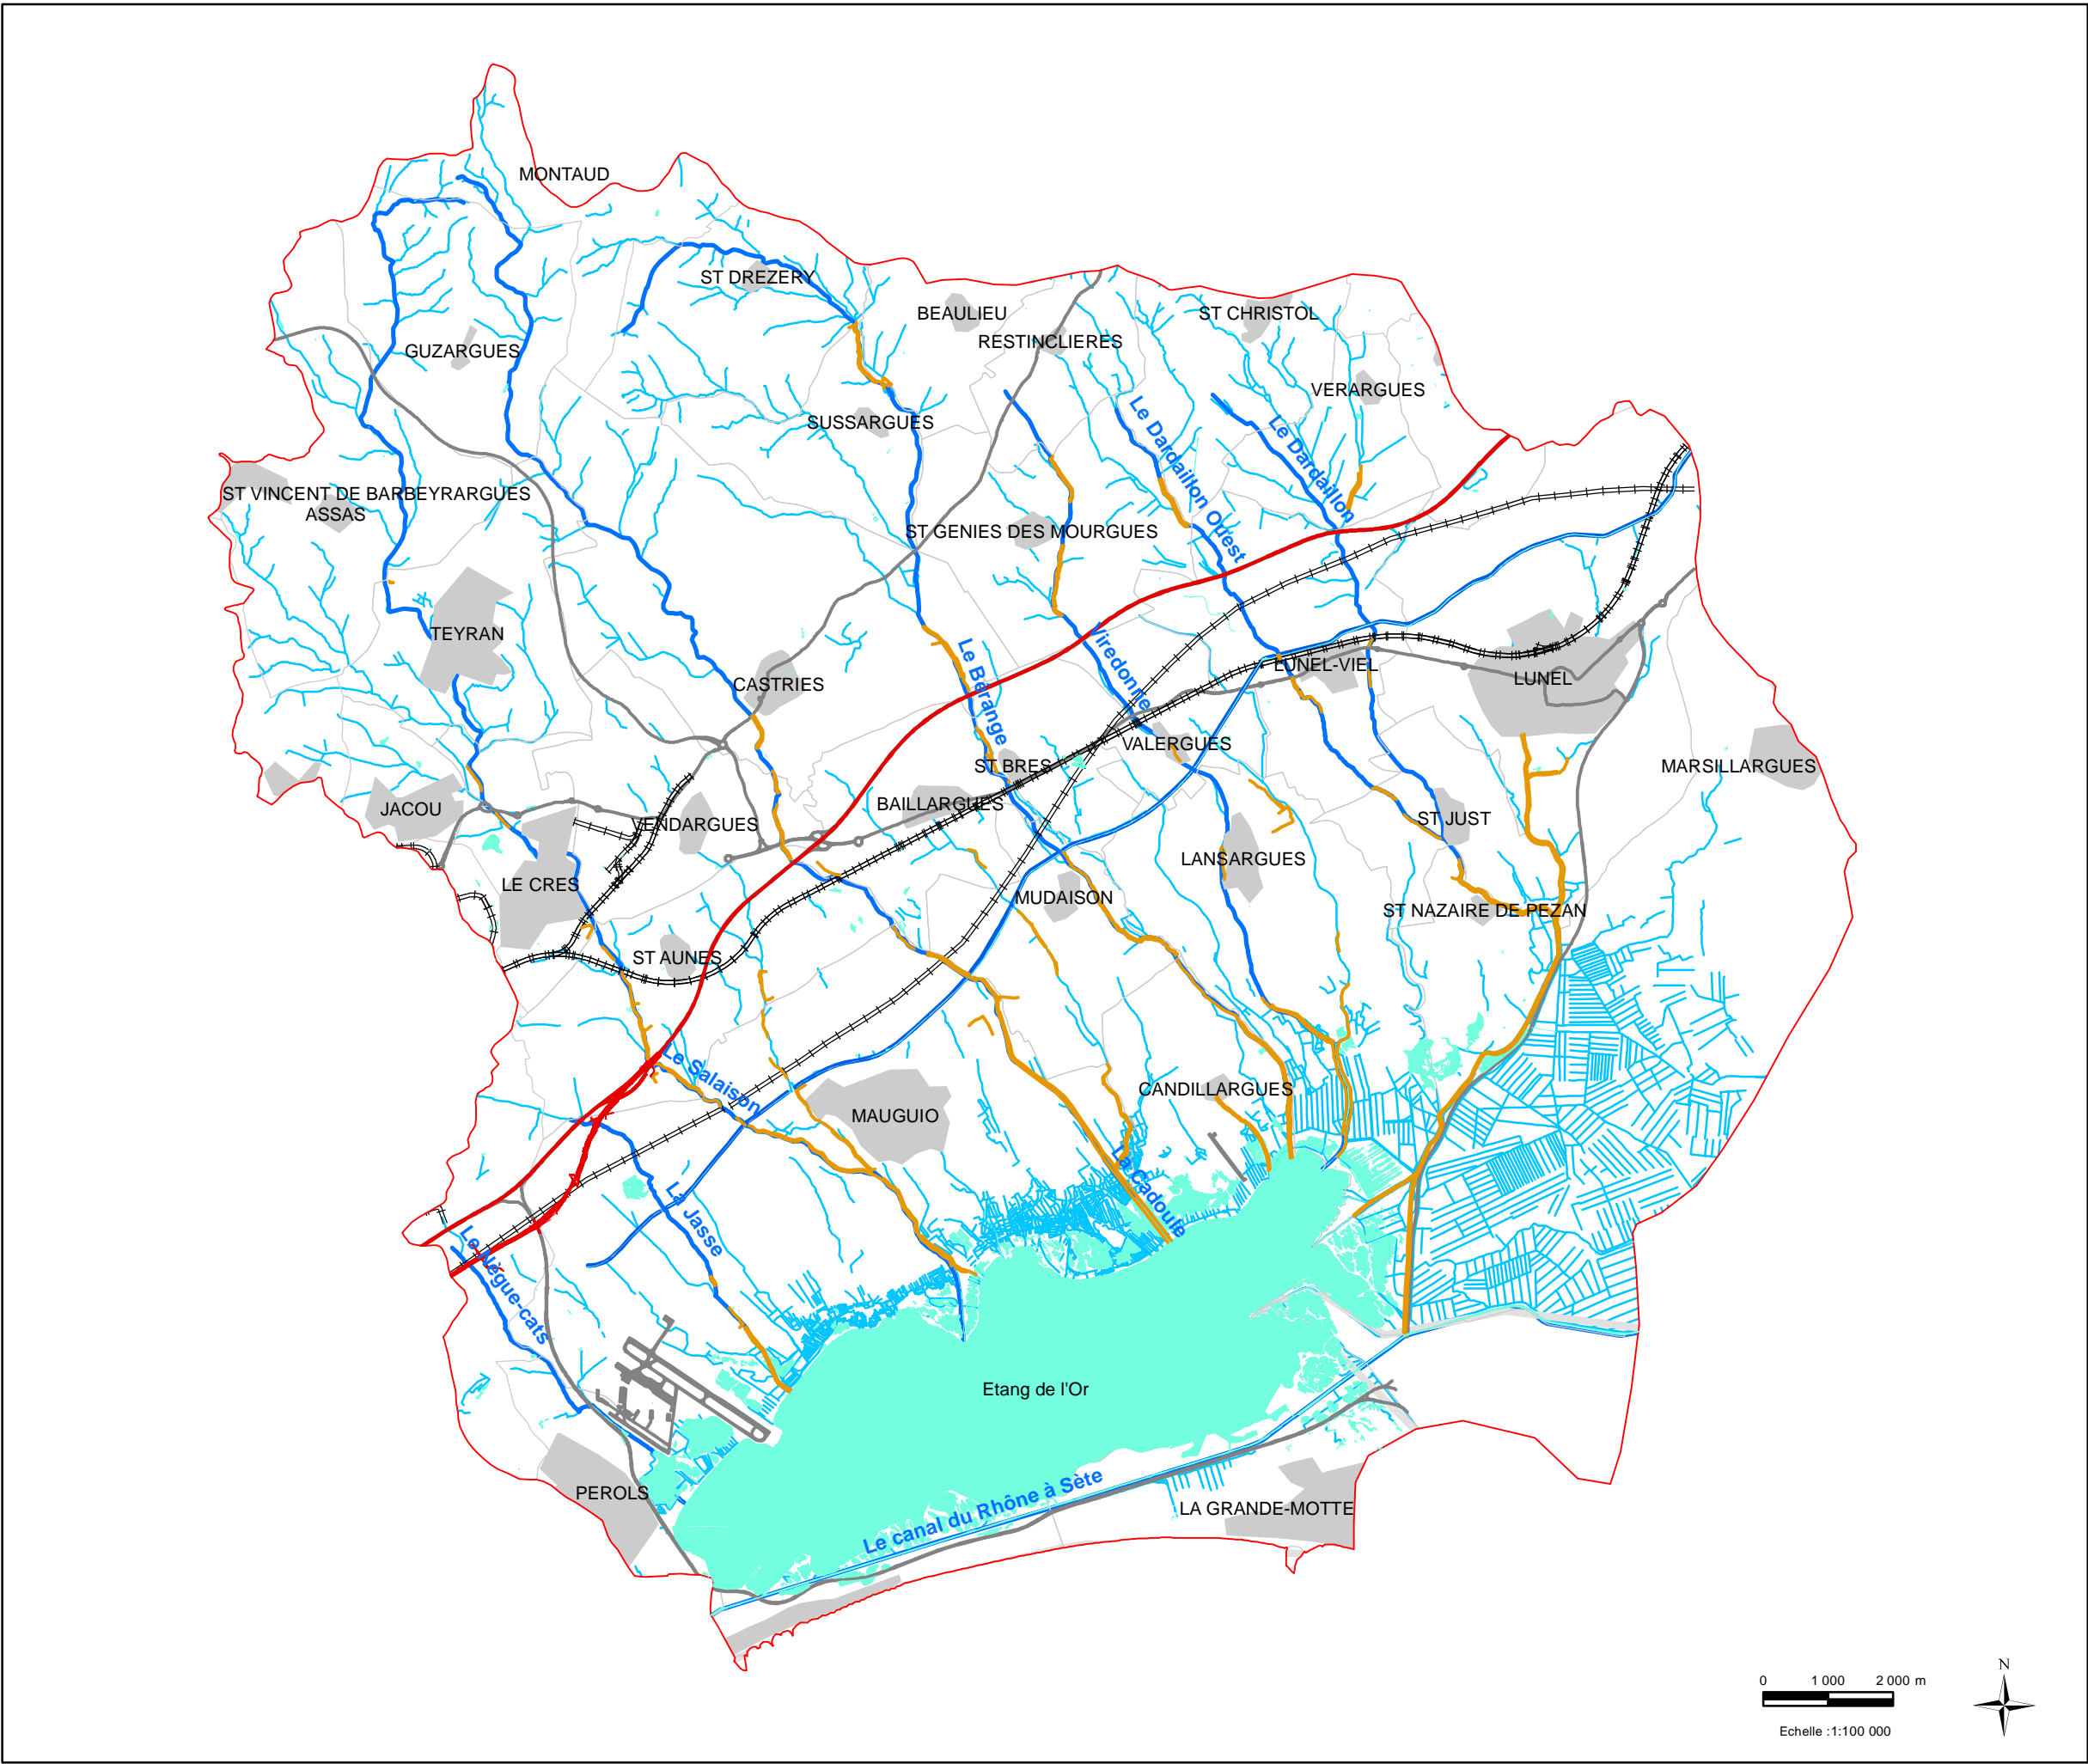 MONTAUD
ST DREZERY
BEAULIEU
ST CHRISTOL
RESTINCLIERES
GUZARGUES
VERARGUES
SUSSARGUES
Le Dardaillon Ouest
Le Dardaillon
ST VINCENT DE BARBEYRARGUES
ASSAS
ST GENIES DES MOURGUES
TEYRAN
Le Bérange
Viredonne
LUNEL-VIEL
LUNEL
CASTRIES
VALERGUES
ST BRES
MARSILLARGUES
JACOU
BAILLARGUES
VENDARGUES
ST JUST
LANSARGUES
LE CRES
MUDAISON
ST NAZAIRE DE PEZAN
ST AUNES
Le Salaison
CANDILLARGUES
MAUGUIO
La Cadoule
La Jasse
Le Nègue-cats
Etang de l'Or
PEROLS
Le canal du Rhône à Sète
LA GRANDE-MOTTE
N
0 1 000 2 000 m
Echelle :1:100 000